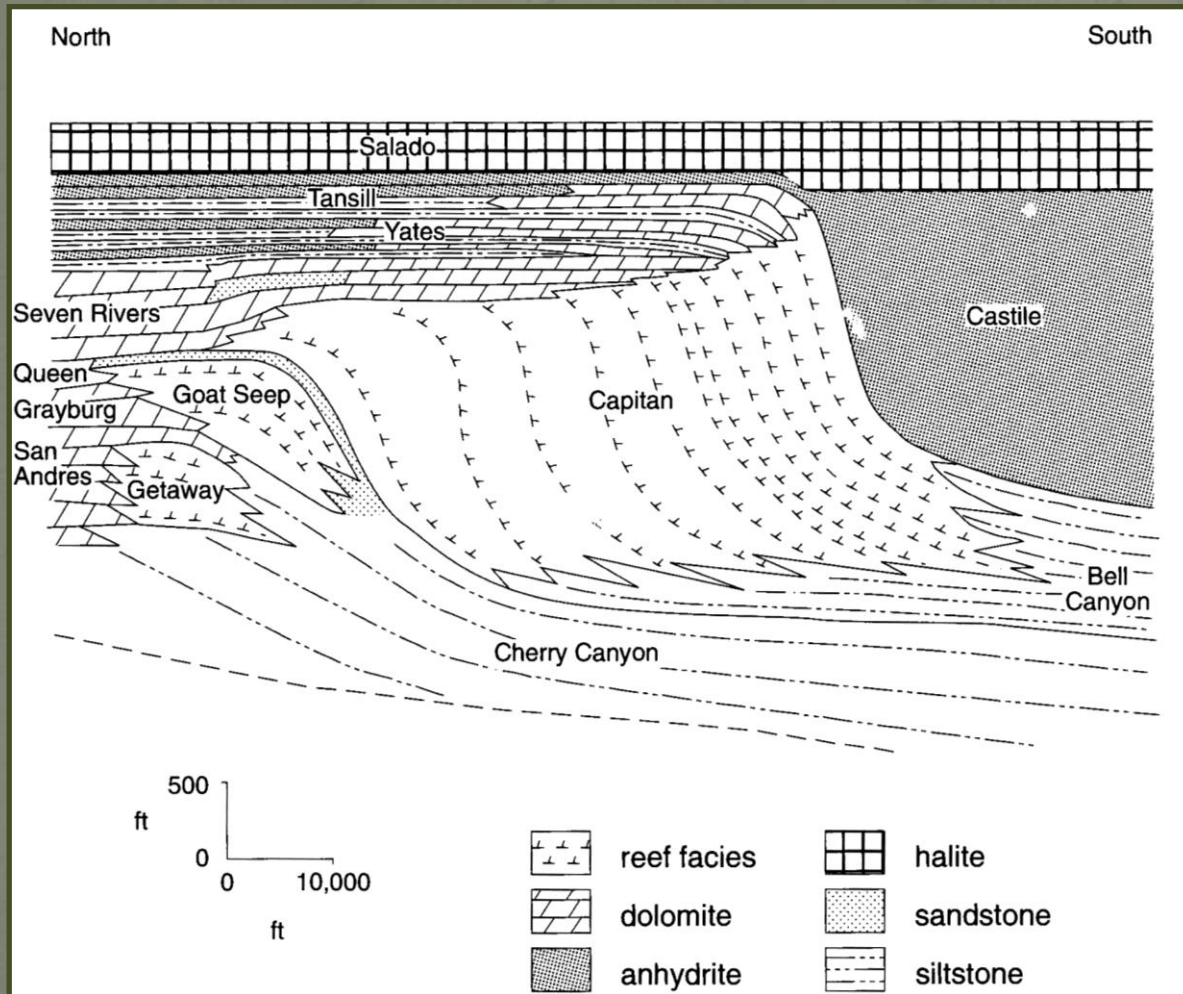 North
South
Salado
Tansill
Yates
Seven Rivers
Castile
Queen
Goat Seep
Capitan
Grayburg
San
Andres
Getaway
Bell
Canyon
Cherry Canyon
500
ft
0
0
10,000
ft
reef facies
halite
dolomite
sandstone
anhydrite
siltstone